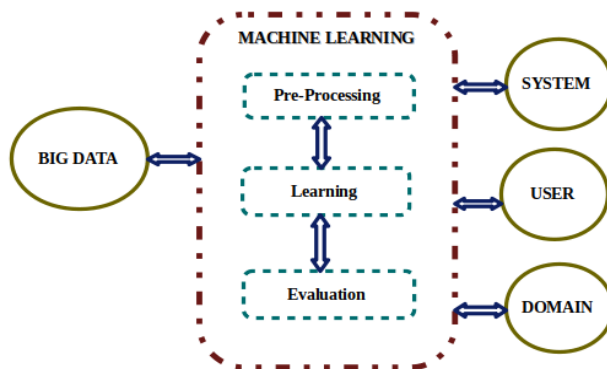 MACHINE LEARNING
Pre-Processing
SYSTEM
BIG DATA
Learning
USER
Evaluation
DOMAIN